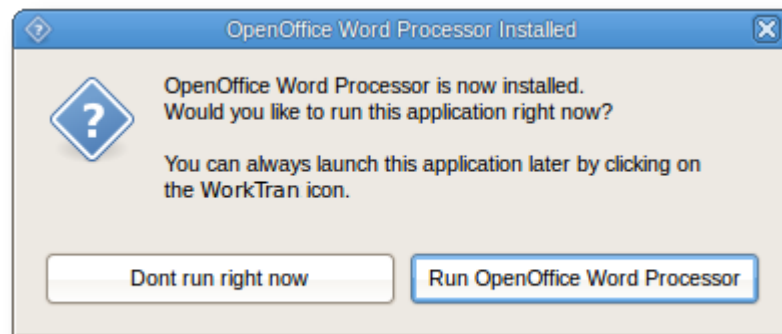 OpenOffice Word Processor Installed
OpenOffice Word Processor is now installed.
Would you like to run this application right now?
You can always launch this application later by clicking on
the WorkTran icon.
Dont run right now
Run OpenOffice Word Processor